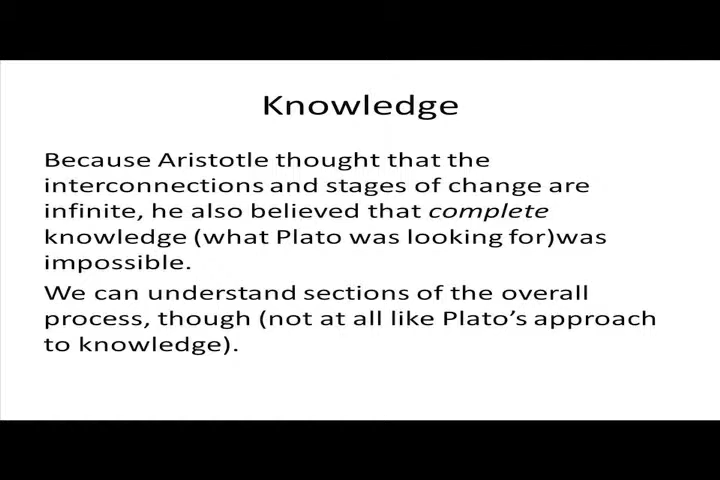 Knowledge
Because Aristotle thought that the
interconnections and stages of change are
infinite, he also believed that complete
knowledge (what Plato was looking for)was
impossible.
We can understand sections of the overall
process, though (not at all like Plato’s approach
to knowledge).